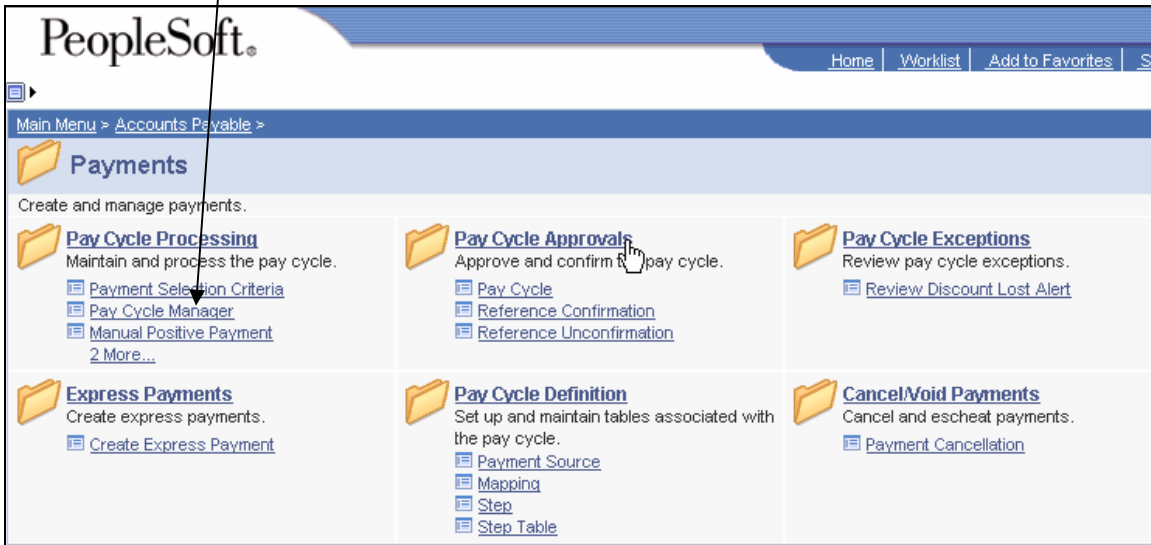 PeopleSoft®
Home | Worklist | Add to Favorites | S
Main Menu > Accounts Payable >
Payments
Create and manage payments.
Pay Cycle Processing
Maintain and process the pay cycle.
Payment Selection Criteria
Pay Cycle Manager
Manual Positive Payment
2 More...
Pay Cycle Approvals
Approve and confirm pay cycle.
Pay Cycle
Reference Confirmation
Reference Unconfirmation
Pay Cycle Exceptions
Review pay cycle exceptions.
Review Discount Lost Alert
Express Payments
Create express payments.
Create Express Payment
Pay Cycle Definition
Set up and maintain tables associated with
the pay cycle.
Payment Source
Mapping
Step
Step Table
Cancel/Void Payments
Cancel and escheat payments.
Payment Cancellation